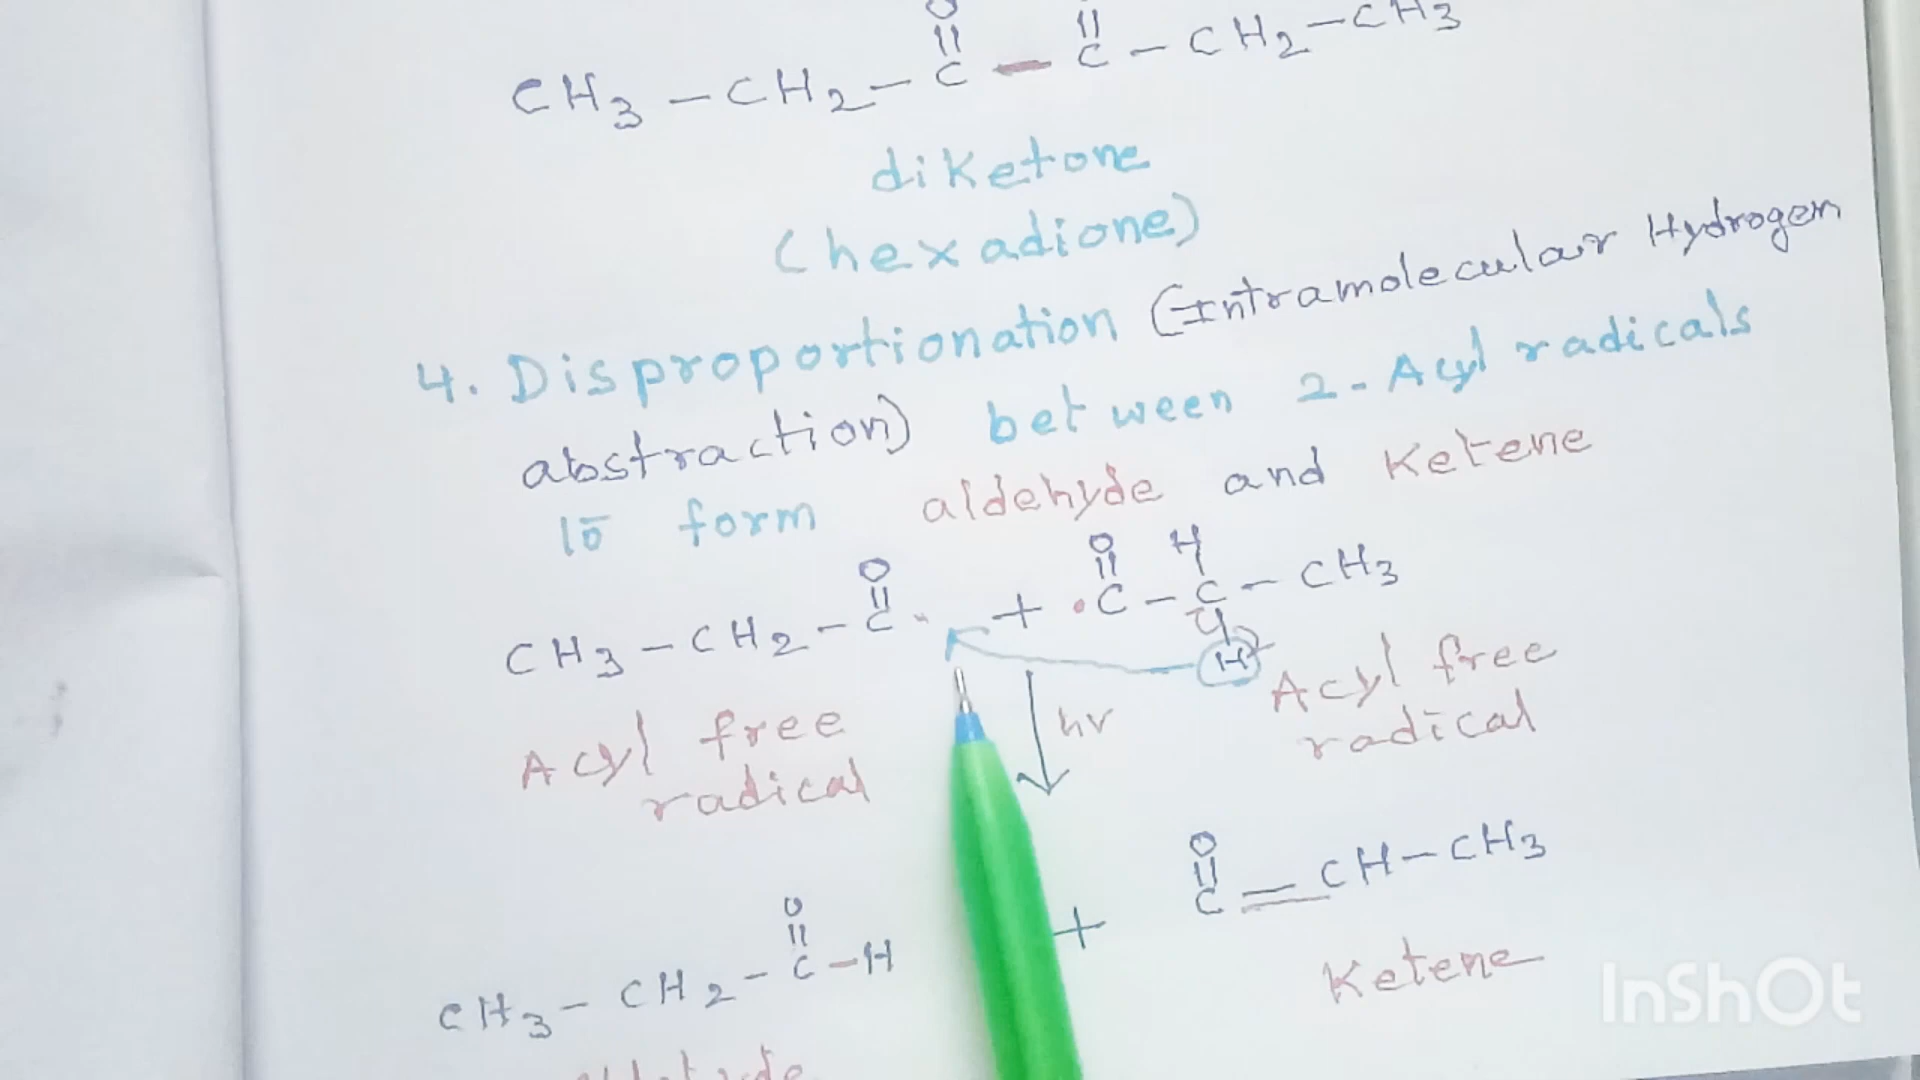 O
CH3 - CH2 - C - C - CH2 - CH3
diketone
(hexadione)
4. Disproportionation (Intramolecular Hydrogen
abstraction) between 2-Acyl radicals
to form aldehyde and Ketene
O O H
CH3 - CH2 - C · + ·C - C - CH3
H
Acyl free radical
hν
Acyl free radical
O O
CH3 - CH2 - C - H + C = CH - CH3
Ketene
InShOt